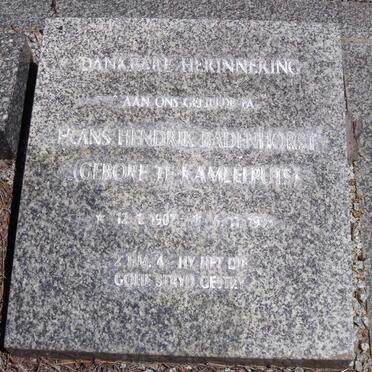 DANKBARE HERINNERING
AAN ONS GELIEFDE PA
FRANS HENDRIK BADENHORST
(GEBORE TE KAMEELPUTS)
2 TIM. 4 HY HET DIE
GOEIE STRYD GESTRY